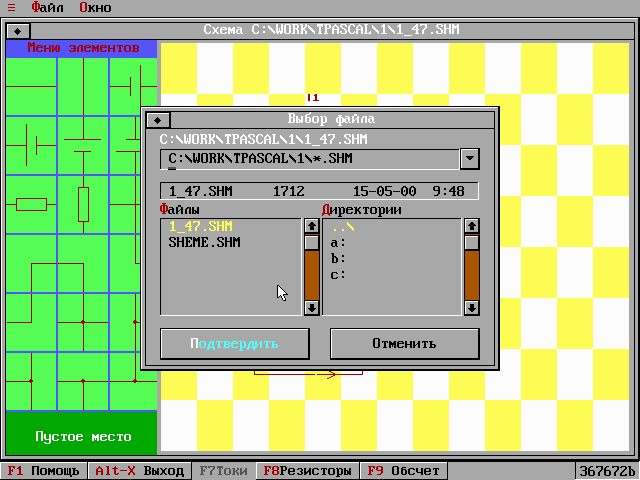 ≡ Файл Окно
Схема C:\WORK\TPASCAL\1\1_47.SHM
Меню элементов
Выбор файла
C:\WORK\TPASCAL\1\1_47.SHM
C:\WORK\TPASCAL\1\*.SHM
1_47.SHM 1712 15-05-00 9:48
Файлы Директории
1_47.SHM ..\
SHEME.SHM a:
b:
c:
Подтвердить Отменить
Пустое место
F1 Помощь Alt-X Выход F7Токи F8Резисторы F9 Обсчет 367672b